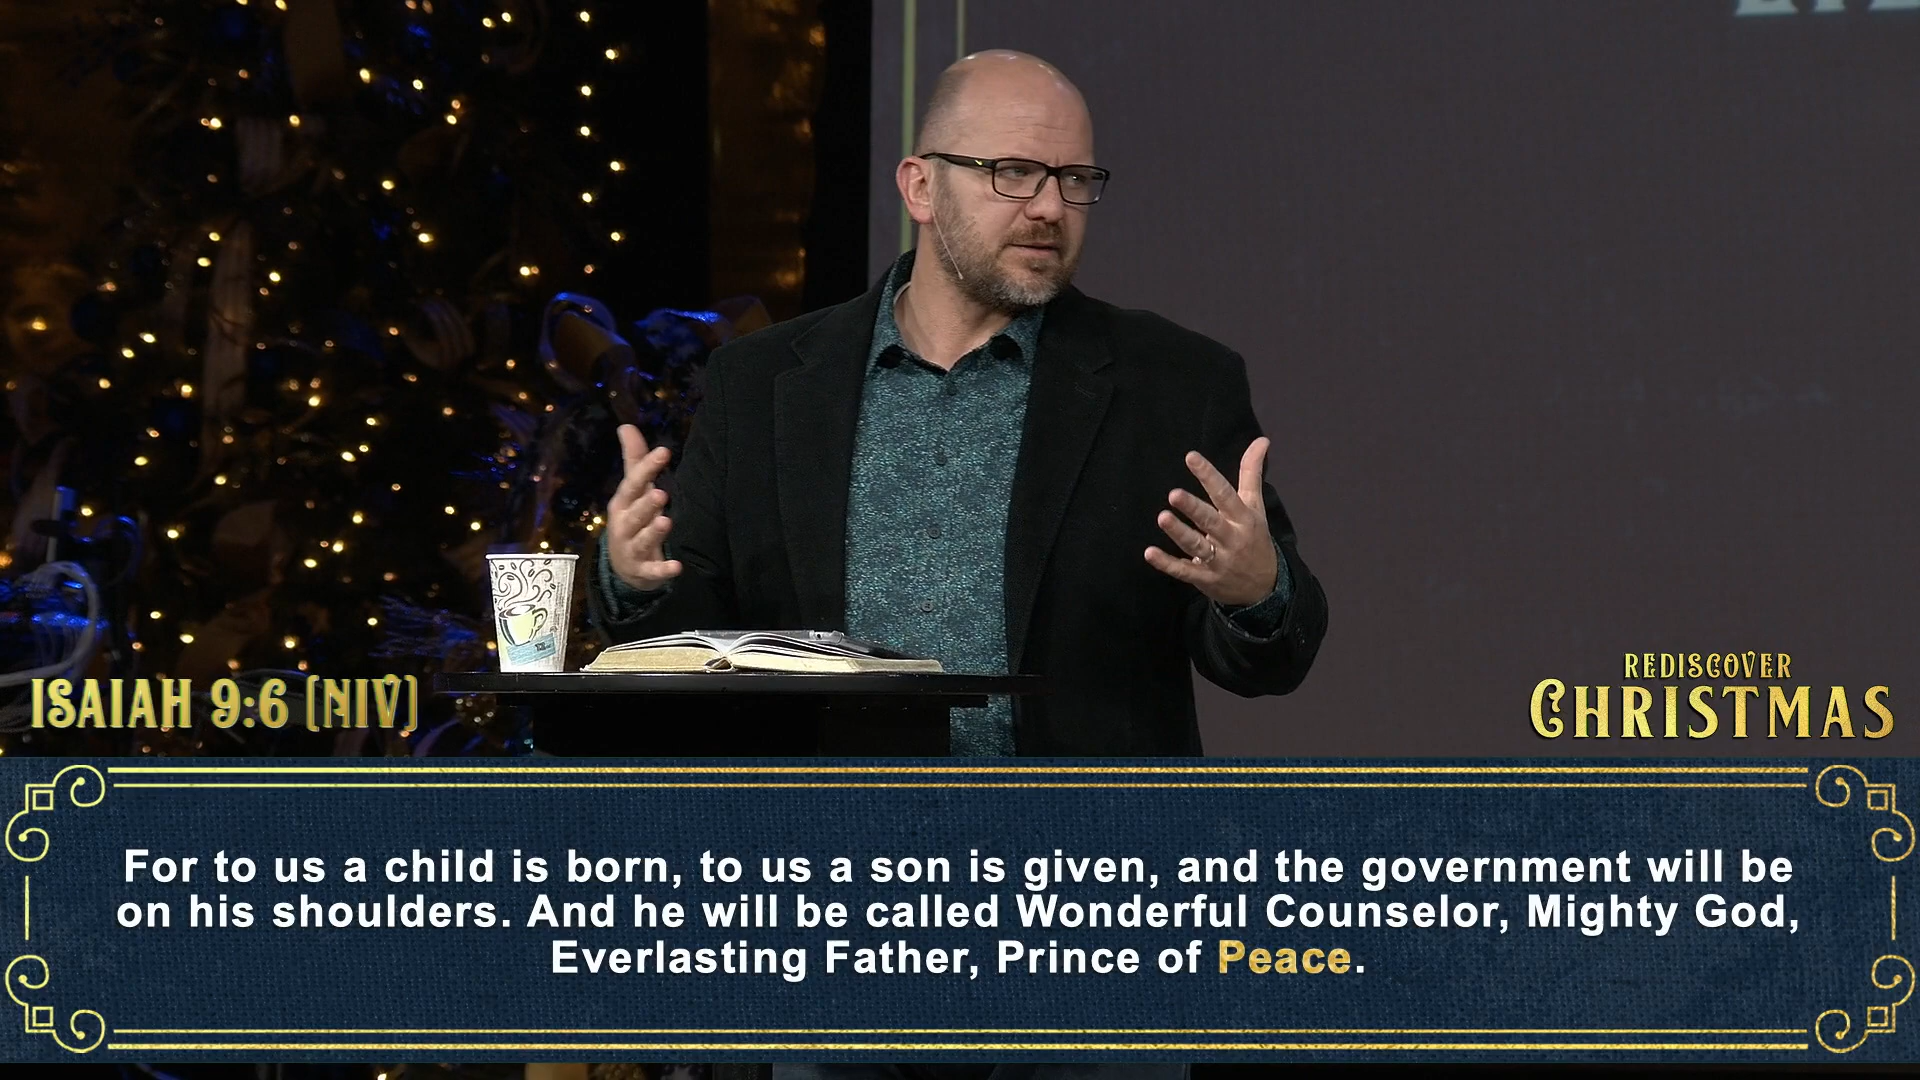 ISAIAH 9:6 (NIV)
REDISCOVER
CHRISTMAS
For to us a child is born, to us a son is given, and the government will be
on his shoulders. And he will be called Wonderful Counselor, Mighty God,
Everlasting Father, Prince of Peace.